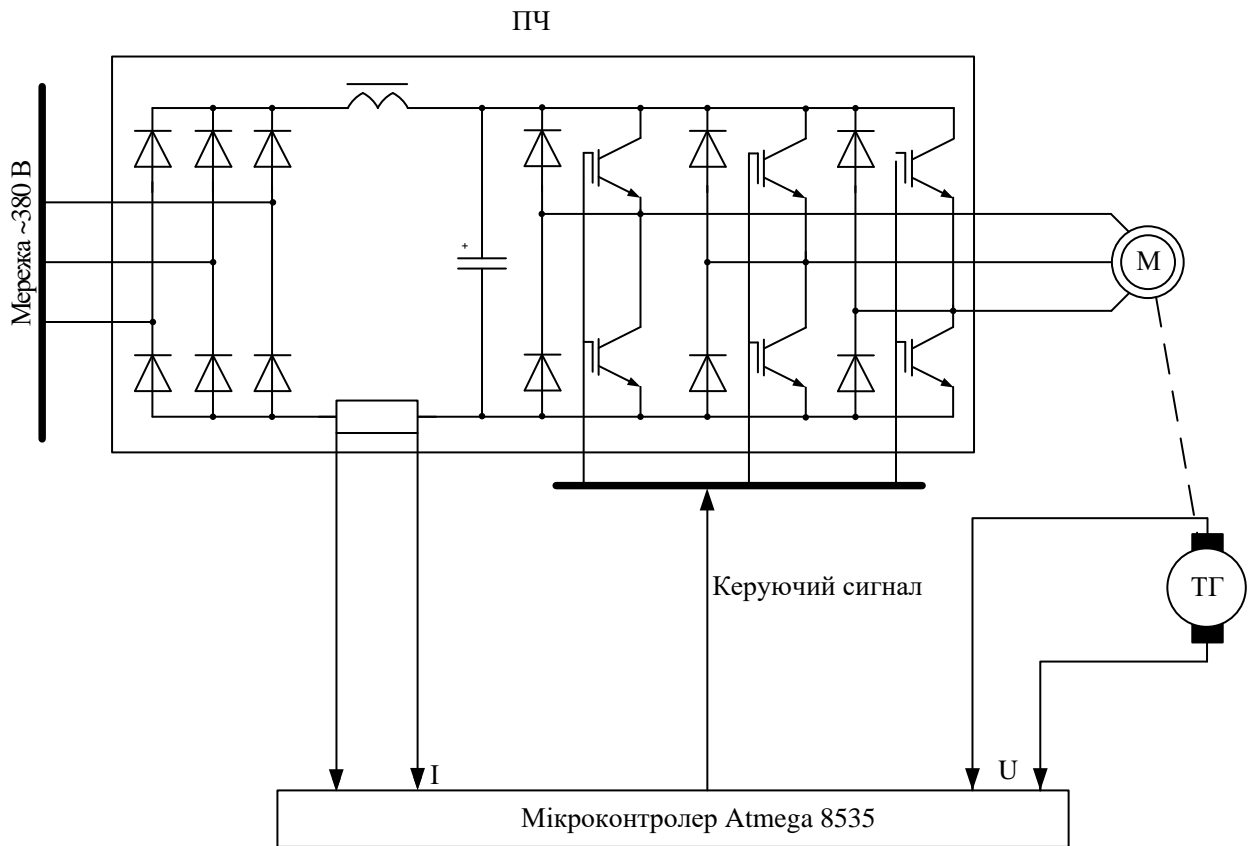 ПЧ
Мережа ~380 В
+
М
Керуючий сигнал
ТГ
I
U
Мікроконтролер Atmega 8535